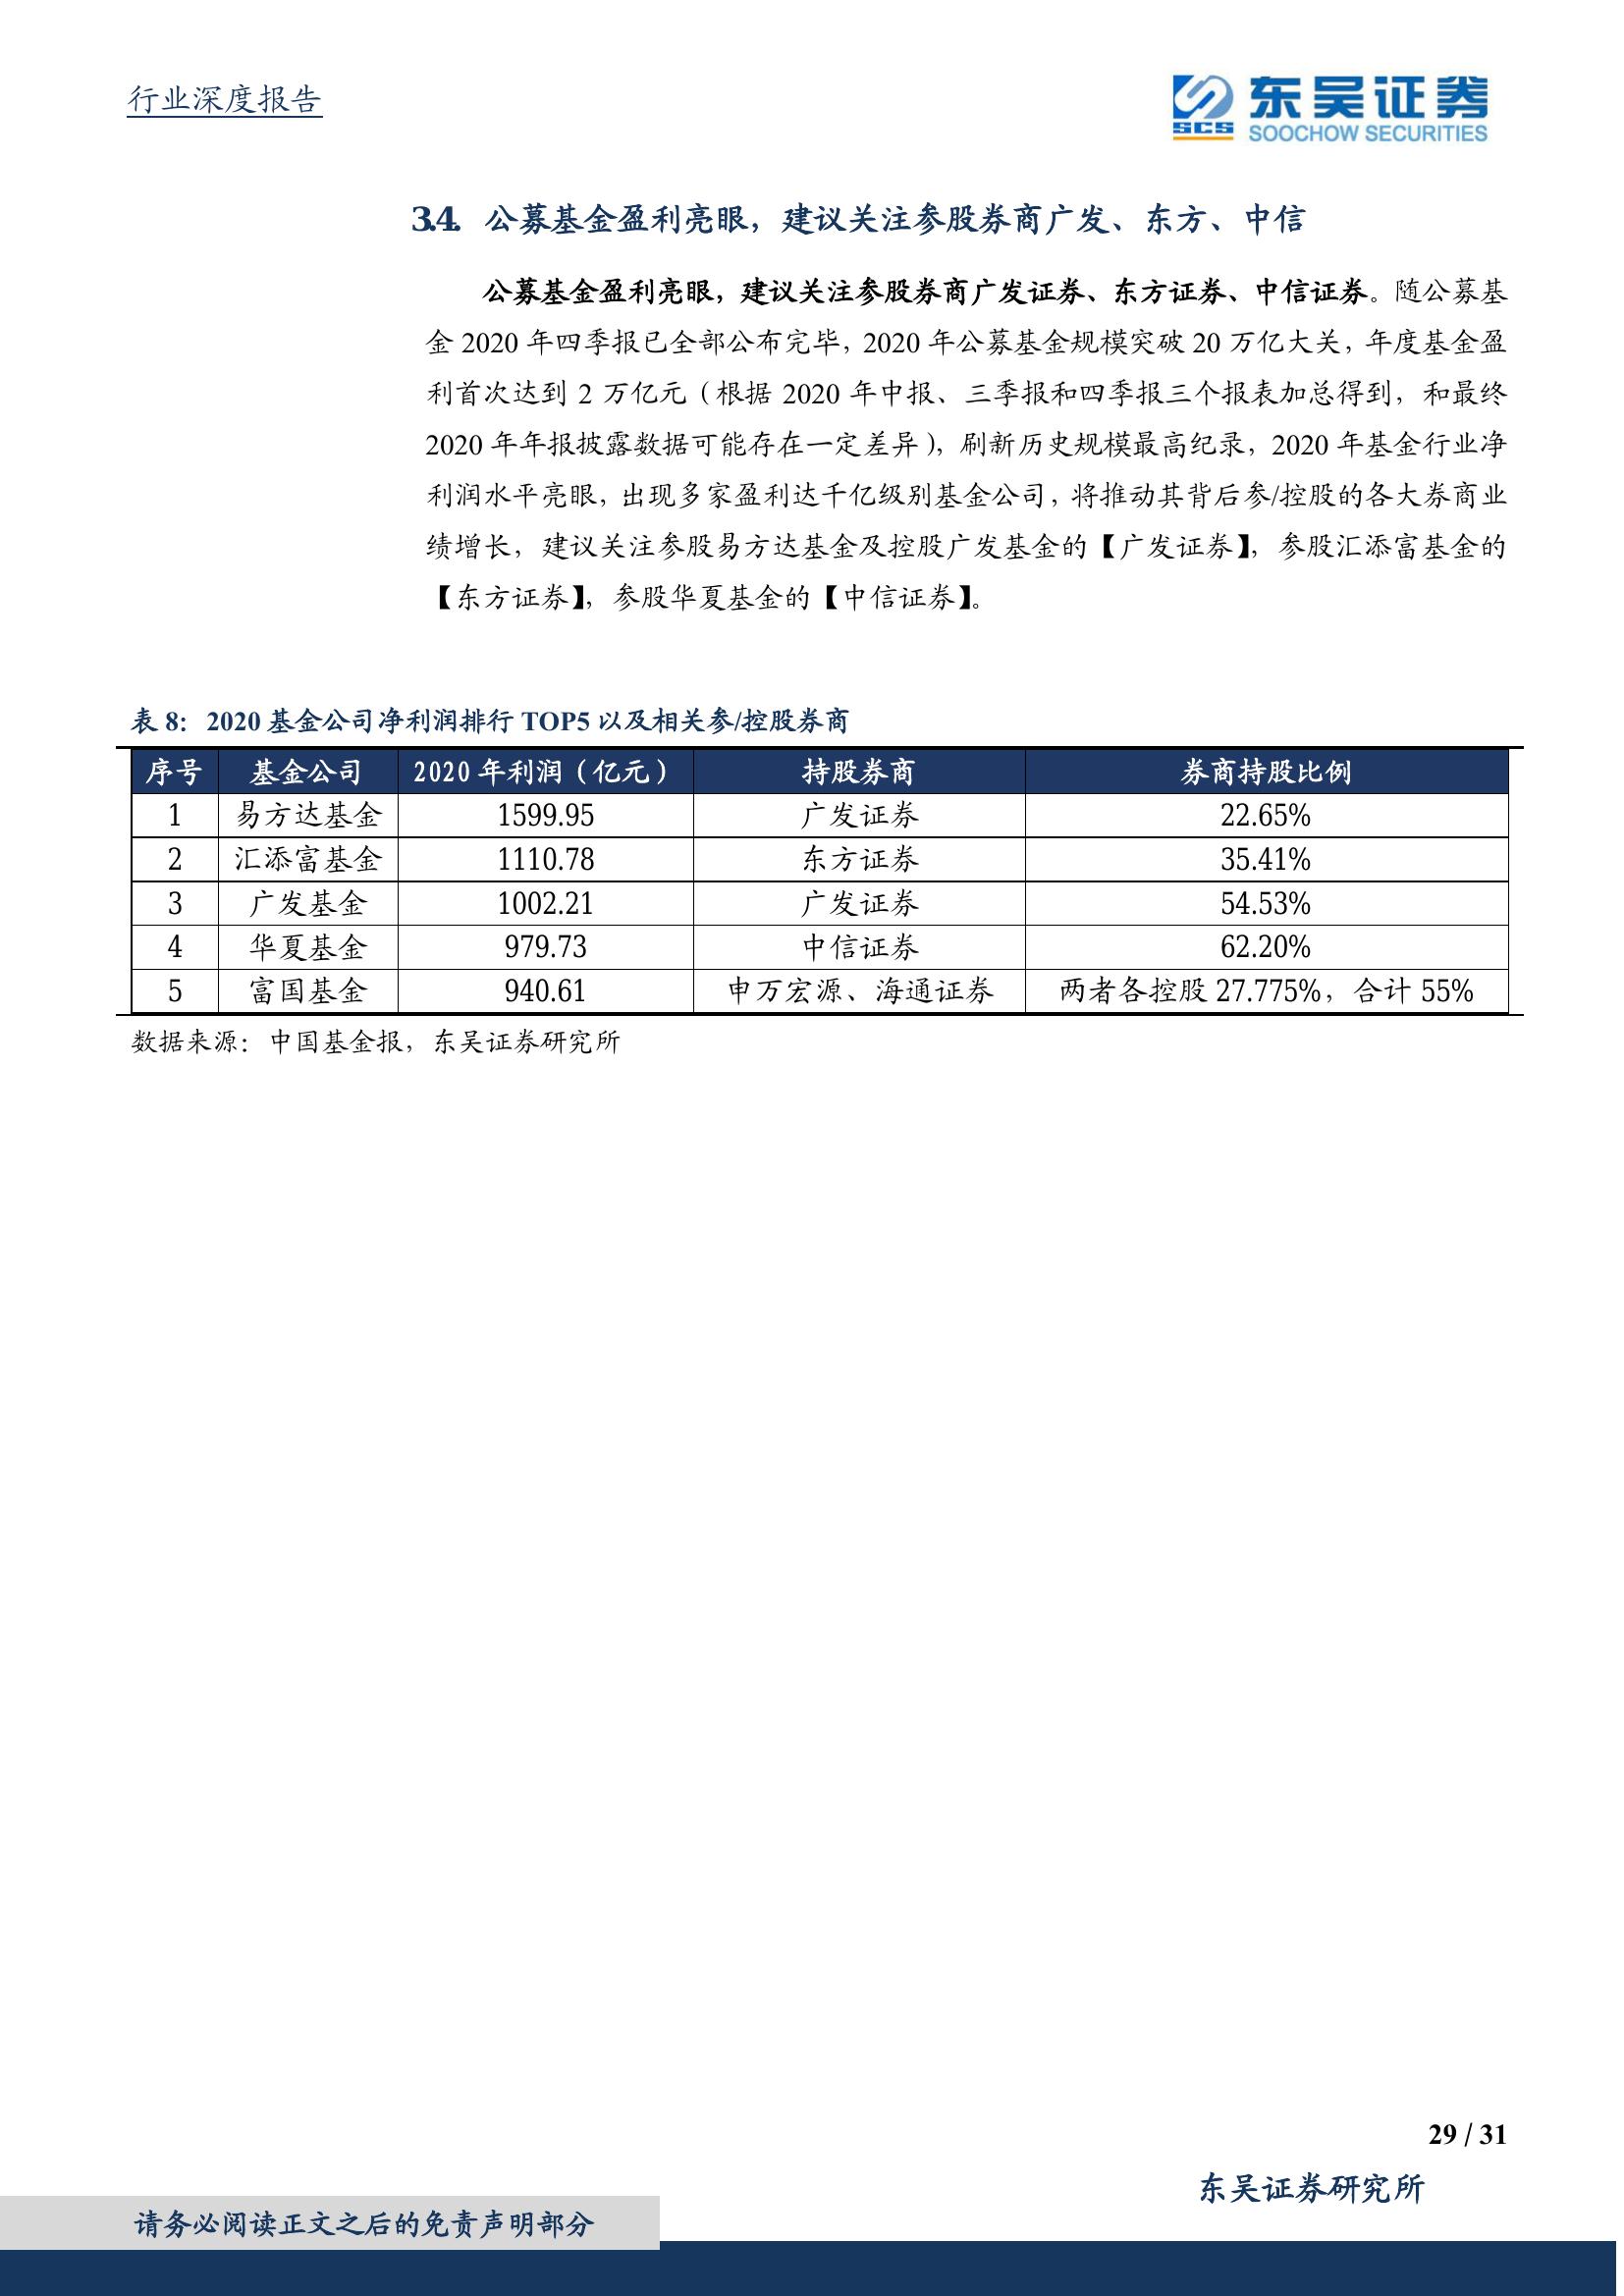 行业深度报告
SCS
东吴证券
SOOCHOW SECURITIES
3.4. 公募基金盈利亮眼，建议关注参股券商广发、东方、中信
公募基金盈利亮眼，建议关注参股券商广发证券、东方证券、中信证券。随公募基
金 2020 年四季报已全部公布完毕，2020 年公募基金规模突破 20 万亿大关，年度基金盈
利首次达到 2 万亿元（根据 2020 年中报、三季报和四季报三个报表加总得到，和最终
2020 年年报披露数据可能存在一定差异），刷新历史规模最高纪录，2020 年基金行业净
利润水平亮眼，出现多家盈利达千亿级别基金公司，将推动其背后参/控股的各大券商业
绩增长，建议关注参股易方达基金及控股广发基金的【广发证券】，参股汇添富基金的
【东方证券】，参股华夏基金的【中信证券】。
表 8：2020 基金公司净利润排行 TOP5 以及相关参/控股券商
序号 基金公司 2020 年利润（亿元） 持股券商 券商持股比例
1 易方达基金 1599.95 广发证券 22.65%
2 汇添富基金 1110.78 东方证券 35.41%
3 广发基金 1002.21 广发证券 54.53%
4 华夏基金 979.73 中信证券 62.20%
5 富国基金 940.61 申万宏源、海通证券 两者各控股 27.775%，合计 55%
数据来源：中国基金报，东吴证券研究所
29 / 31
东吴证券研究所
请务必阅读正文之后的免责声明部分